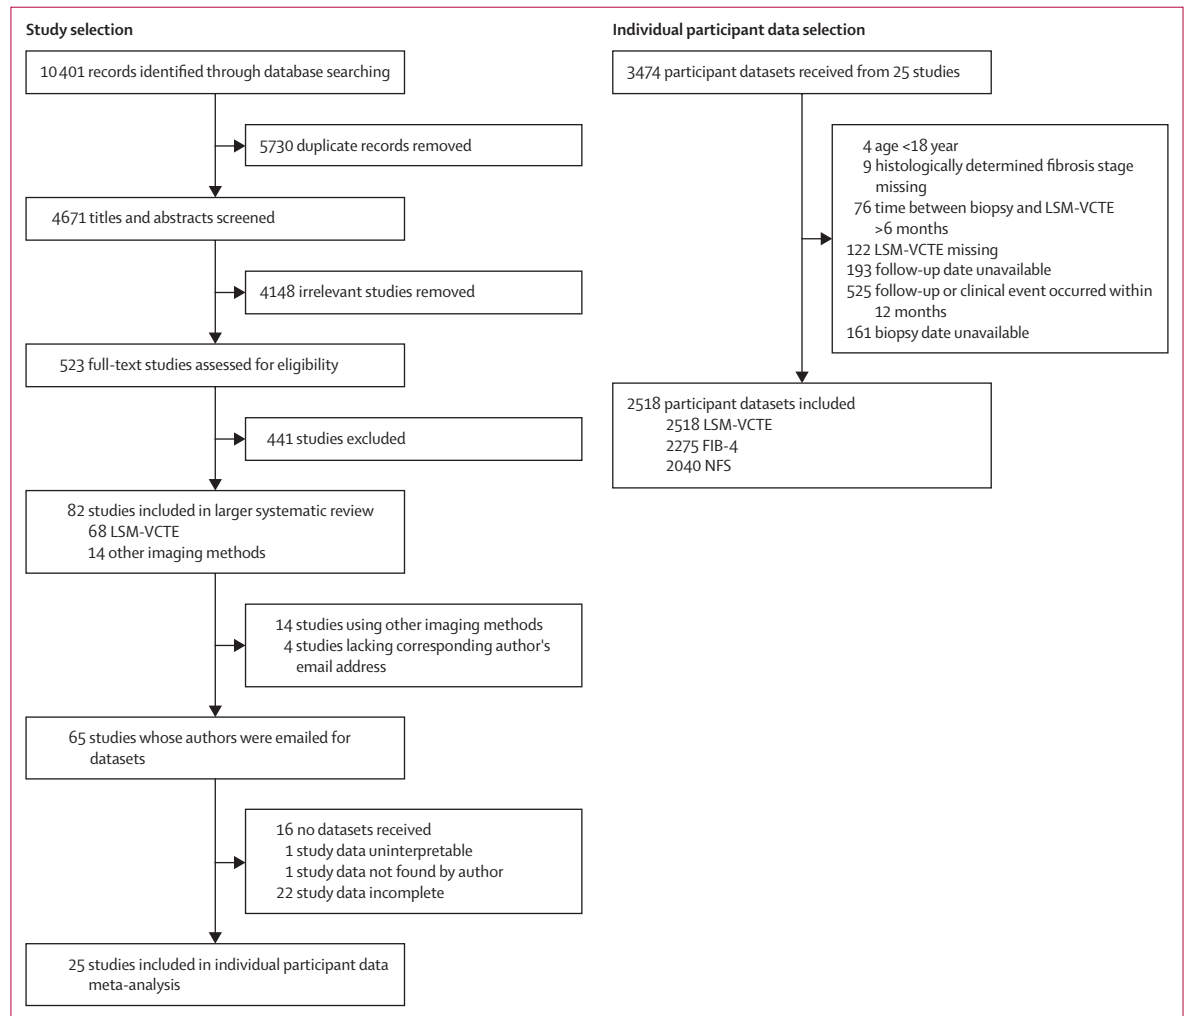 Study selection
10 401 records identified through database searching
5730 duplicate records removed
4671 titles and abstracts screened
4148 irrelevant studies removed
523 full-text studies assessed for eligibility
441 studies excluded
82 studies included in larger systematic review
68 LSM-VCTE
14 other imaging methods
14 studies using other imaging methods
4 studies lacking corresponding author's
email address
65 studies whose authors were emailed for
datasets
16 no datasets received
1 study data uninterpretable
1 study data not found by author
22 study data incomplete
25 studies included in individual participant data
meta-analysis
Individual participant data selection
3474 participant datasets received from 25 studies
4 age <18 year
9 histologically determined fibrosis stage
missing
76 time between biopsy and LSM-VCTE
>6 months
122 LSM-VCTE missing
193 follow-up date unavailable
525 follow-up or clinical event occurred within
12 months
161 biopsy date unavailable
2518 participant datasets included
2518 LSM-VCTE
2275 FIB-4
2040 NFS